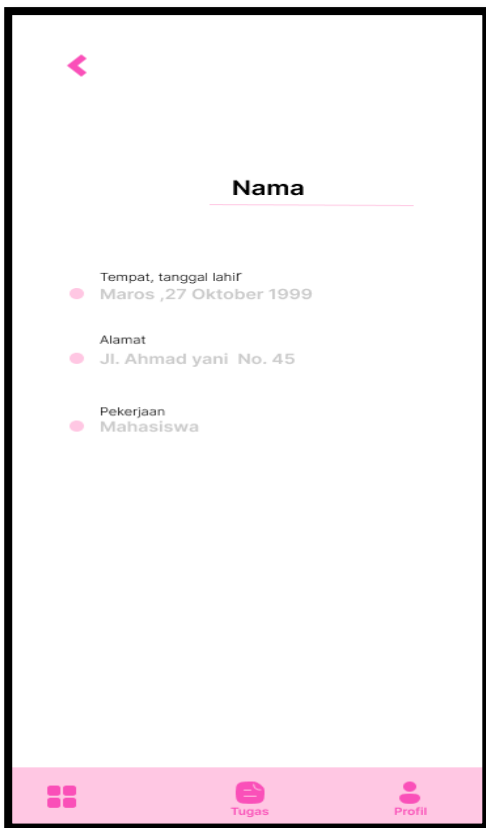 Nama
Tempat, tanggal lahir
Maros ,27 Oktober 1999
Alamat
Jl. Ahmad yani No. 45
Pekerjaan
Mahasiswa
Tugas
Profil